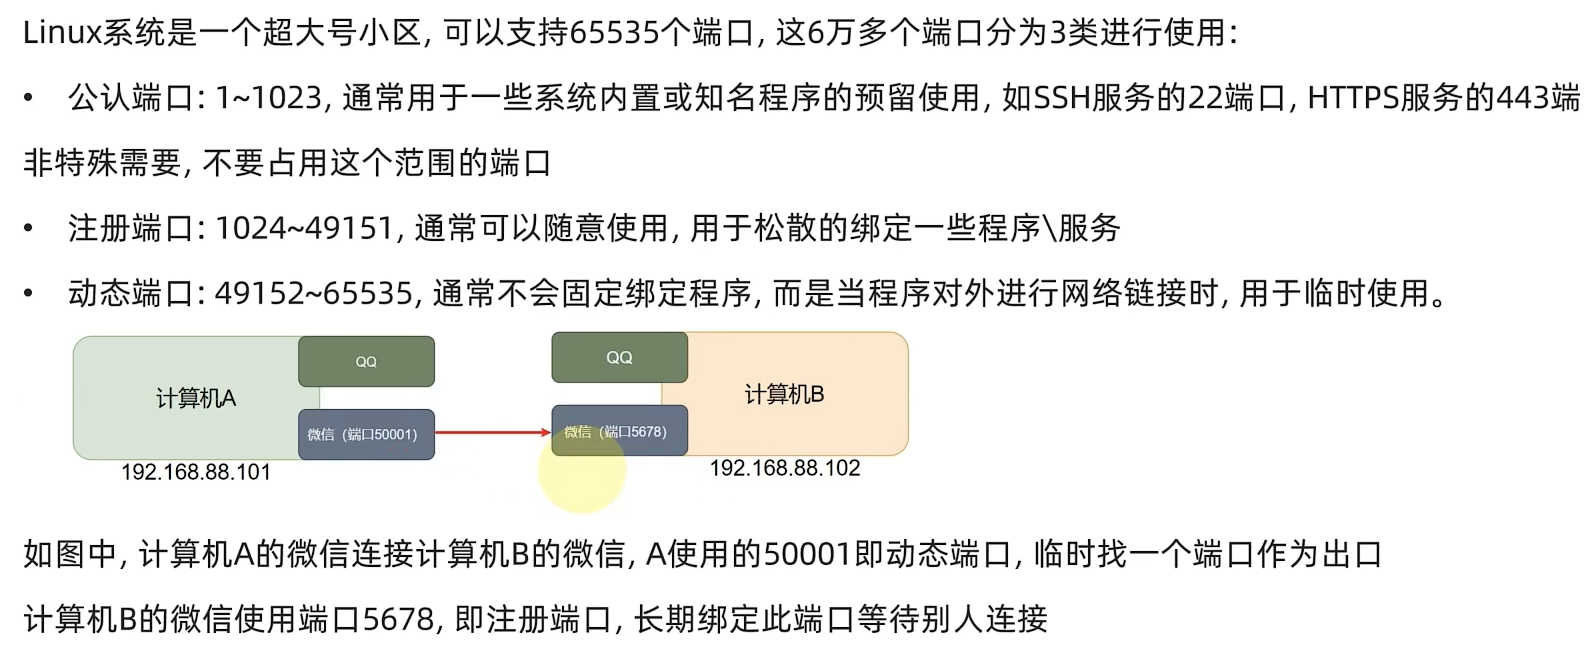 Linux系统是一个超大号小区, 可以支持65535个端口, 这6万多个端口分为3类进行使用:
• 公认端口: 1~1023, 通常用于一些系统内置或知名程序的预留使用, 如SSH服务的22端口, HTTPS服务的443端
非特殊需要, 不要占用这个范围的端口
• 注册端口: 1024~49151, 通常可以随意使用, 用于松散的绑定一些程序\服务
• 动态端口: 49152~65535, 通常不会固定绑定程序, 而是当程序对外进行网络链接时, 用于临时使用。
QQ
计算机A
微信（端口50001）
192.168.88.101
QQ
计算机B
微信（端口5678）
192.168.88.102
如图中, 计算机A的微信连接计算机B的微信, A使用的50001即动态端口, 临时找一个端口作为出口
计算机B的微信使用端口5678, 即注册端口, 长期绑定此端口等待别人连接